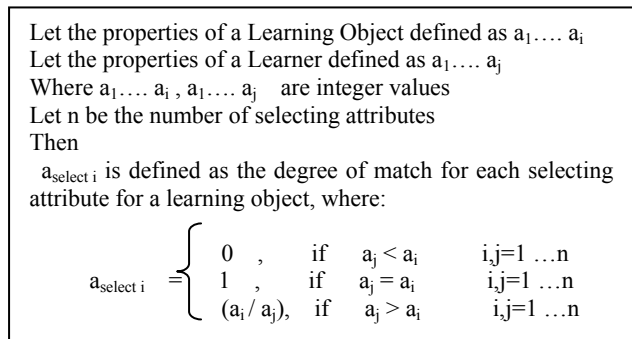 Let the properties of a Learning Object defined as a₁…. aᵢ
Let the properties of a Learner defined as a₁…. aⱼ
Where a₁…. aᵢ , a₁…. aⱼ are integer values
Let n be the number of selecting attributes
Then
a_select i is defined as the degree of match for each selecting
attribute for a learning object, where:
0 , if aⱼ < aᵢ i,j=1 …n
a_select i = { 1 , if aⱼ = aᵢ i,j=1 …n
(aᵢ / aⱼ), if aⱼ > aᵢ i,j=1 …n